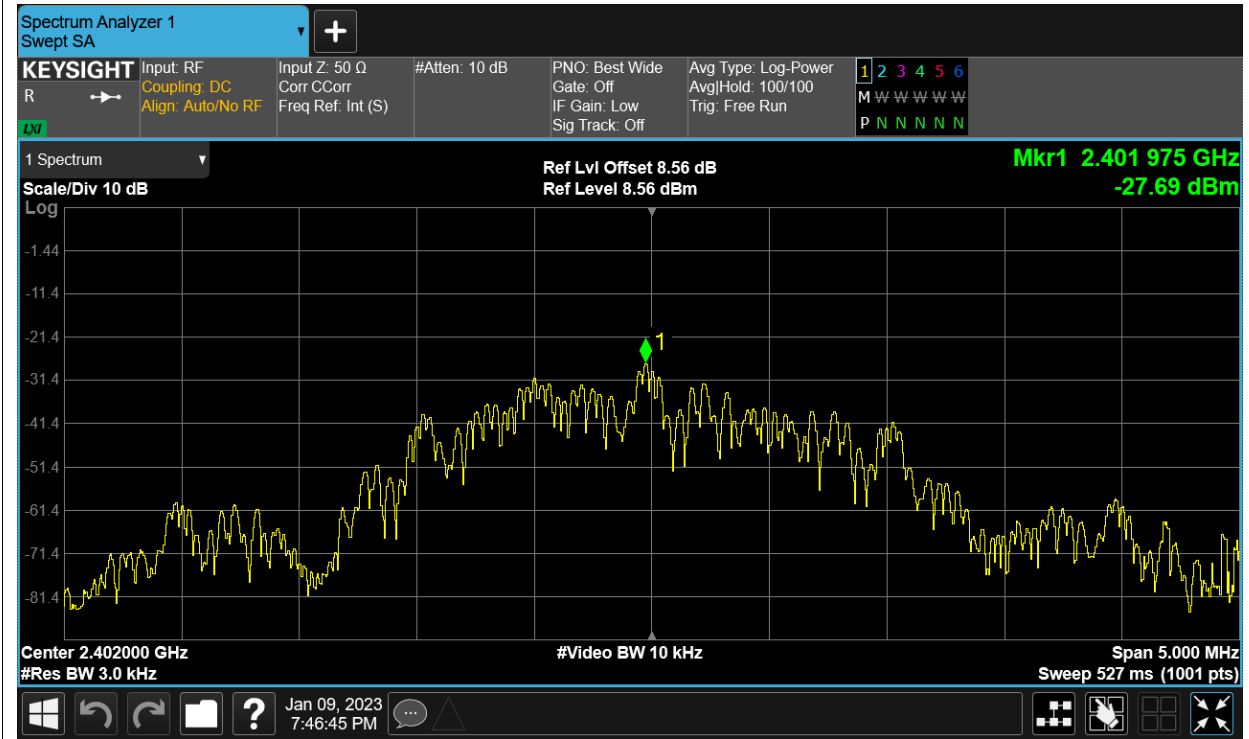 Spectrum Analyzer 1
Swept SA
+
KEYSIGHT
R
LXI
Input: RF
Coupling: DC
Align: Auto/No RF
Input Z: 50 Ω
Corr CCorr
Freq Ref: Int (S)
#Atten: 10 dB
PNO: Best Wide
Gate: Off
IF Gain: Low
Sig Track: Off
Avg Type: Log-Power
Avg|Hold: 100/100
Trig: Free Run
1 2 3 4 5 6
M W W W W W
P N N N N N
1 Spectrum
Scale/Div 10 dB
Log
Ref Lvl Offset 8.56 dB
Ref Level 8.56 dBm
Mkr1 2.401 975 GHz
-27.69 dBm
-1.44
-11.4
-21.4
1
-31.4
-41.4
-51.4
-61.4
-71.4
-81.4
Center 2.402000 GHz
#Res BW 3.0 kHz
#Video BW 10 kHz
Span 5.000 MHz
Sweep 527 ms (1001 pts)
?
Jan 09, 2023
7:46:45 PM